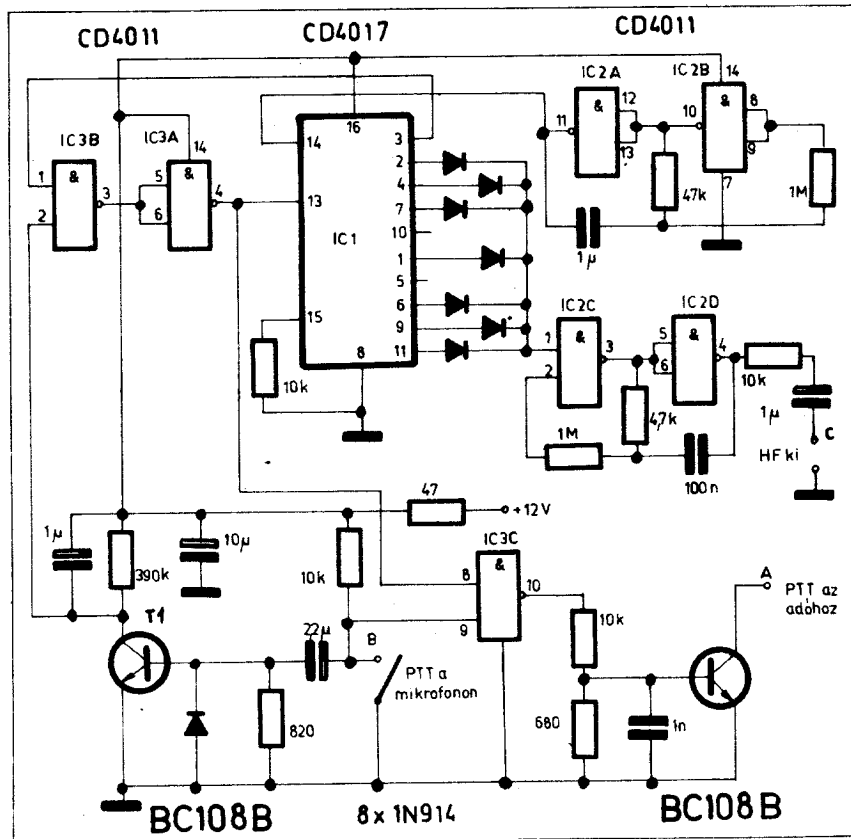 CD4011
CD4017
CD4011
IC3B
IC3A
IC2A
IC2B
14
14
16
14
3
2
4
7
10
1
5
6
9
11
13
15
8
IC1
1
2
&
3
5
6
&
4
11
&
12
13
10
&
8
9
7
47k
1M
1µ
10k
IC2C
IC2D
1
2
&
3
5
6
&
4
10k
1µ
C
HF ki
4,7k
1M
100n
47
+12V
1µ
390k
10µ
10k
IC3C
8
9
&
10
T1
22µ
B
PTT a
mikrofonon
10k
A
PTT az
adóhoz
820
680
1n
BC108B
8 x 1N914
BC108B